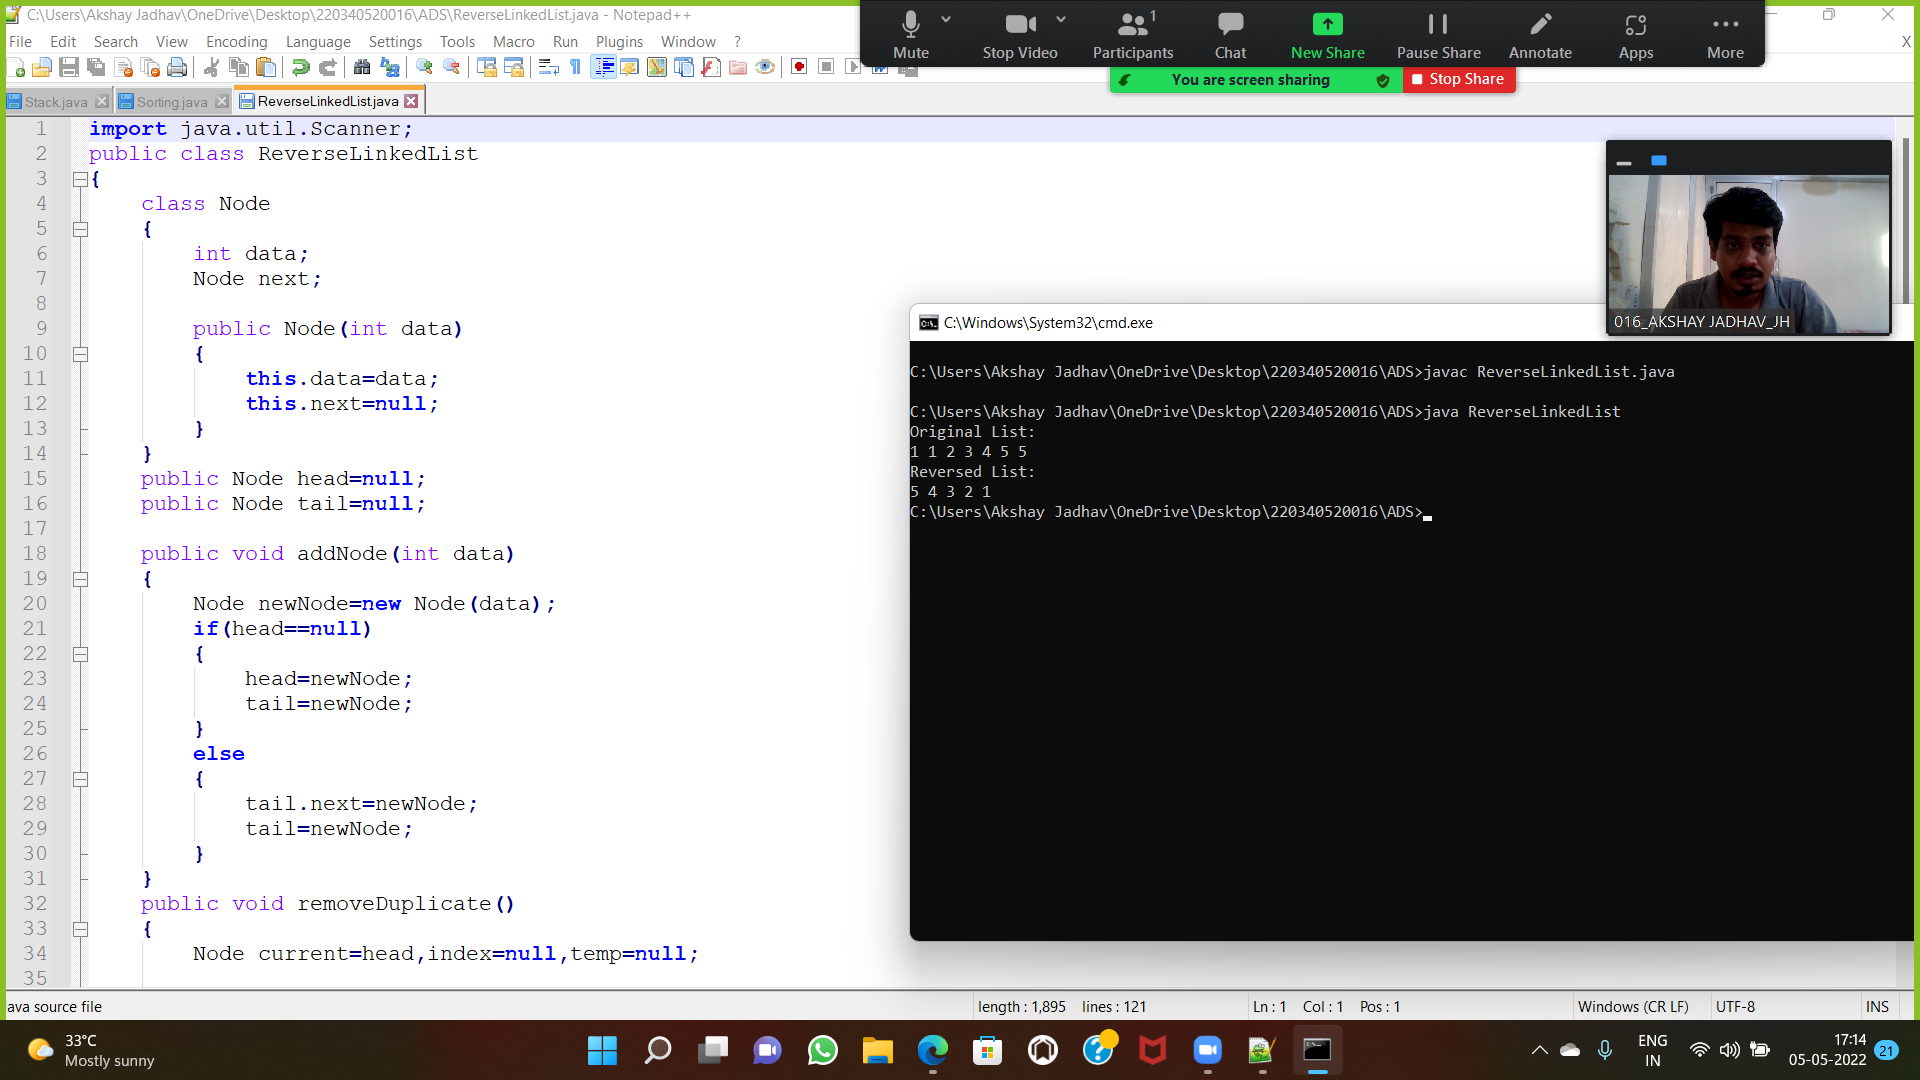 C:\Users\Akshay Jadhav\OneDrive\Desktop\220340520016\ADS\ReverseLinkedList.java - Notepad++
File Edit Search View Encoding Language Settings Tools Macro Run Plugins Window ?
X
Mute
Stop Video
Participants
1
Chat
New Share
Pause Share
Annotate
Apps
More
You are screen sharing
Stop Share
Stack.java
Sorting.java
ReverseLinkedList.java
1 import java.util.Scanner;
2 public class ReverseLinkedList
3 {
4 class Node
5 {
6 int data;
7 Node next;
8
9 public Node(int data)
10 {
11 this.data=data;
12 this.next=null;
13 }
14 }
15 public Node head=null;
16 public Node tail=null;
17
18 public void addNode(int data)
19 {
20 Node newNode=new Node(data);
21 if(head==null)
22 {
23 head=newNode;
24 tail=newNode;
25 }
26 else
27 {
28 tail.next=newNode;
29 tail=newNode;
30 }
31 }
32 public void removeDuplicate()
33 {
34 Node current=head,index=null,temp=null;
35
016_AKSHAY JADHAV_JH
C:\Windows\System32\cmd.exe
C:\Users\Akshay Jadhav\OneDrive\Desktop\220340520016\ADS>javac ReverseLinkedList.java
C:\Users\Akshay Jadhav\OneDrive\Desktop\220340520016\ADS>java ReverseLinkedList
Original List:
1 1 2 3 4 5 5
Reversed List:
5 4 3 2 1
C:\Users\Akshay Jadhav\OneDrive\Desktop\220340520016\ADS>
ava source file
length : 1,895 lines : 121
Ln : 1 Col : 1 Pos : 1
Windows (CR LF)
UTF-8
INS
33°C
Mostly sunny
ENG
IN
17:14
05-05-2022
21